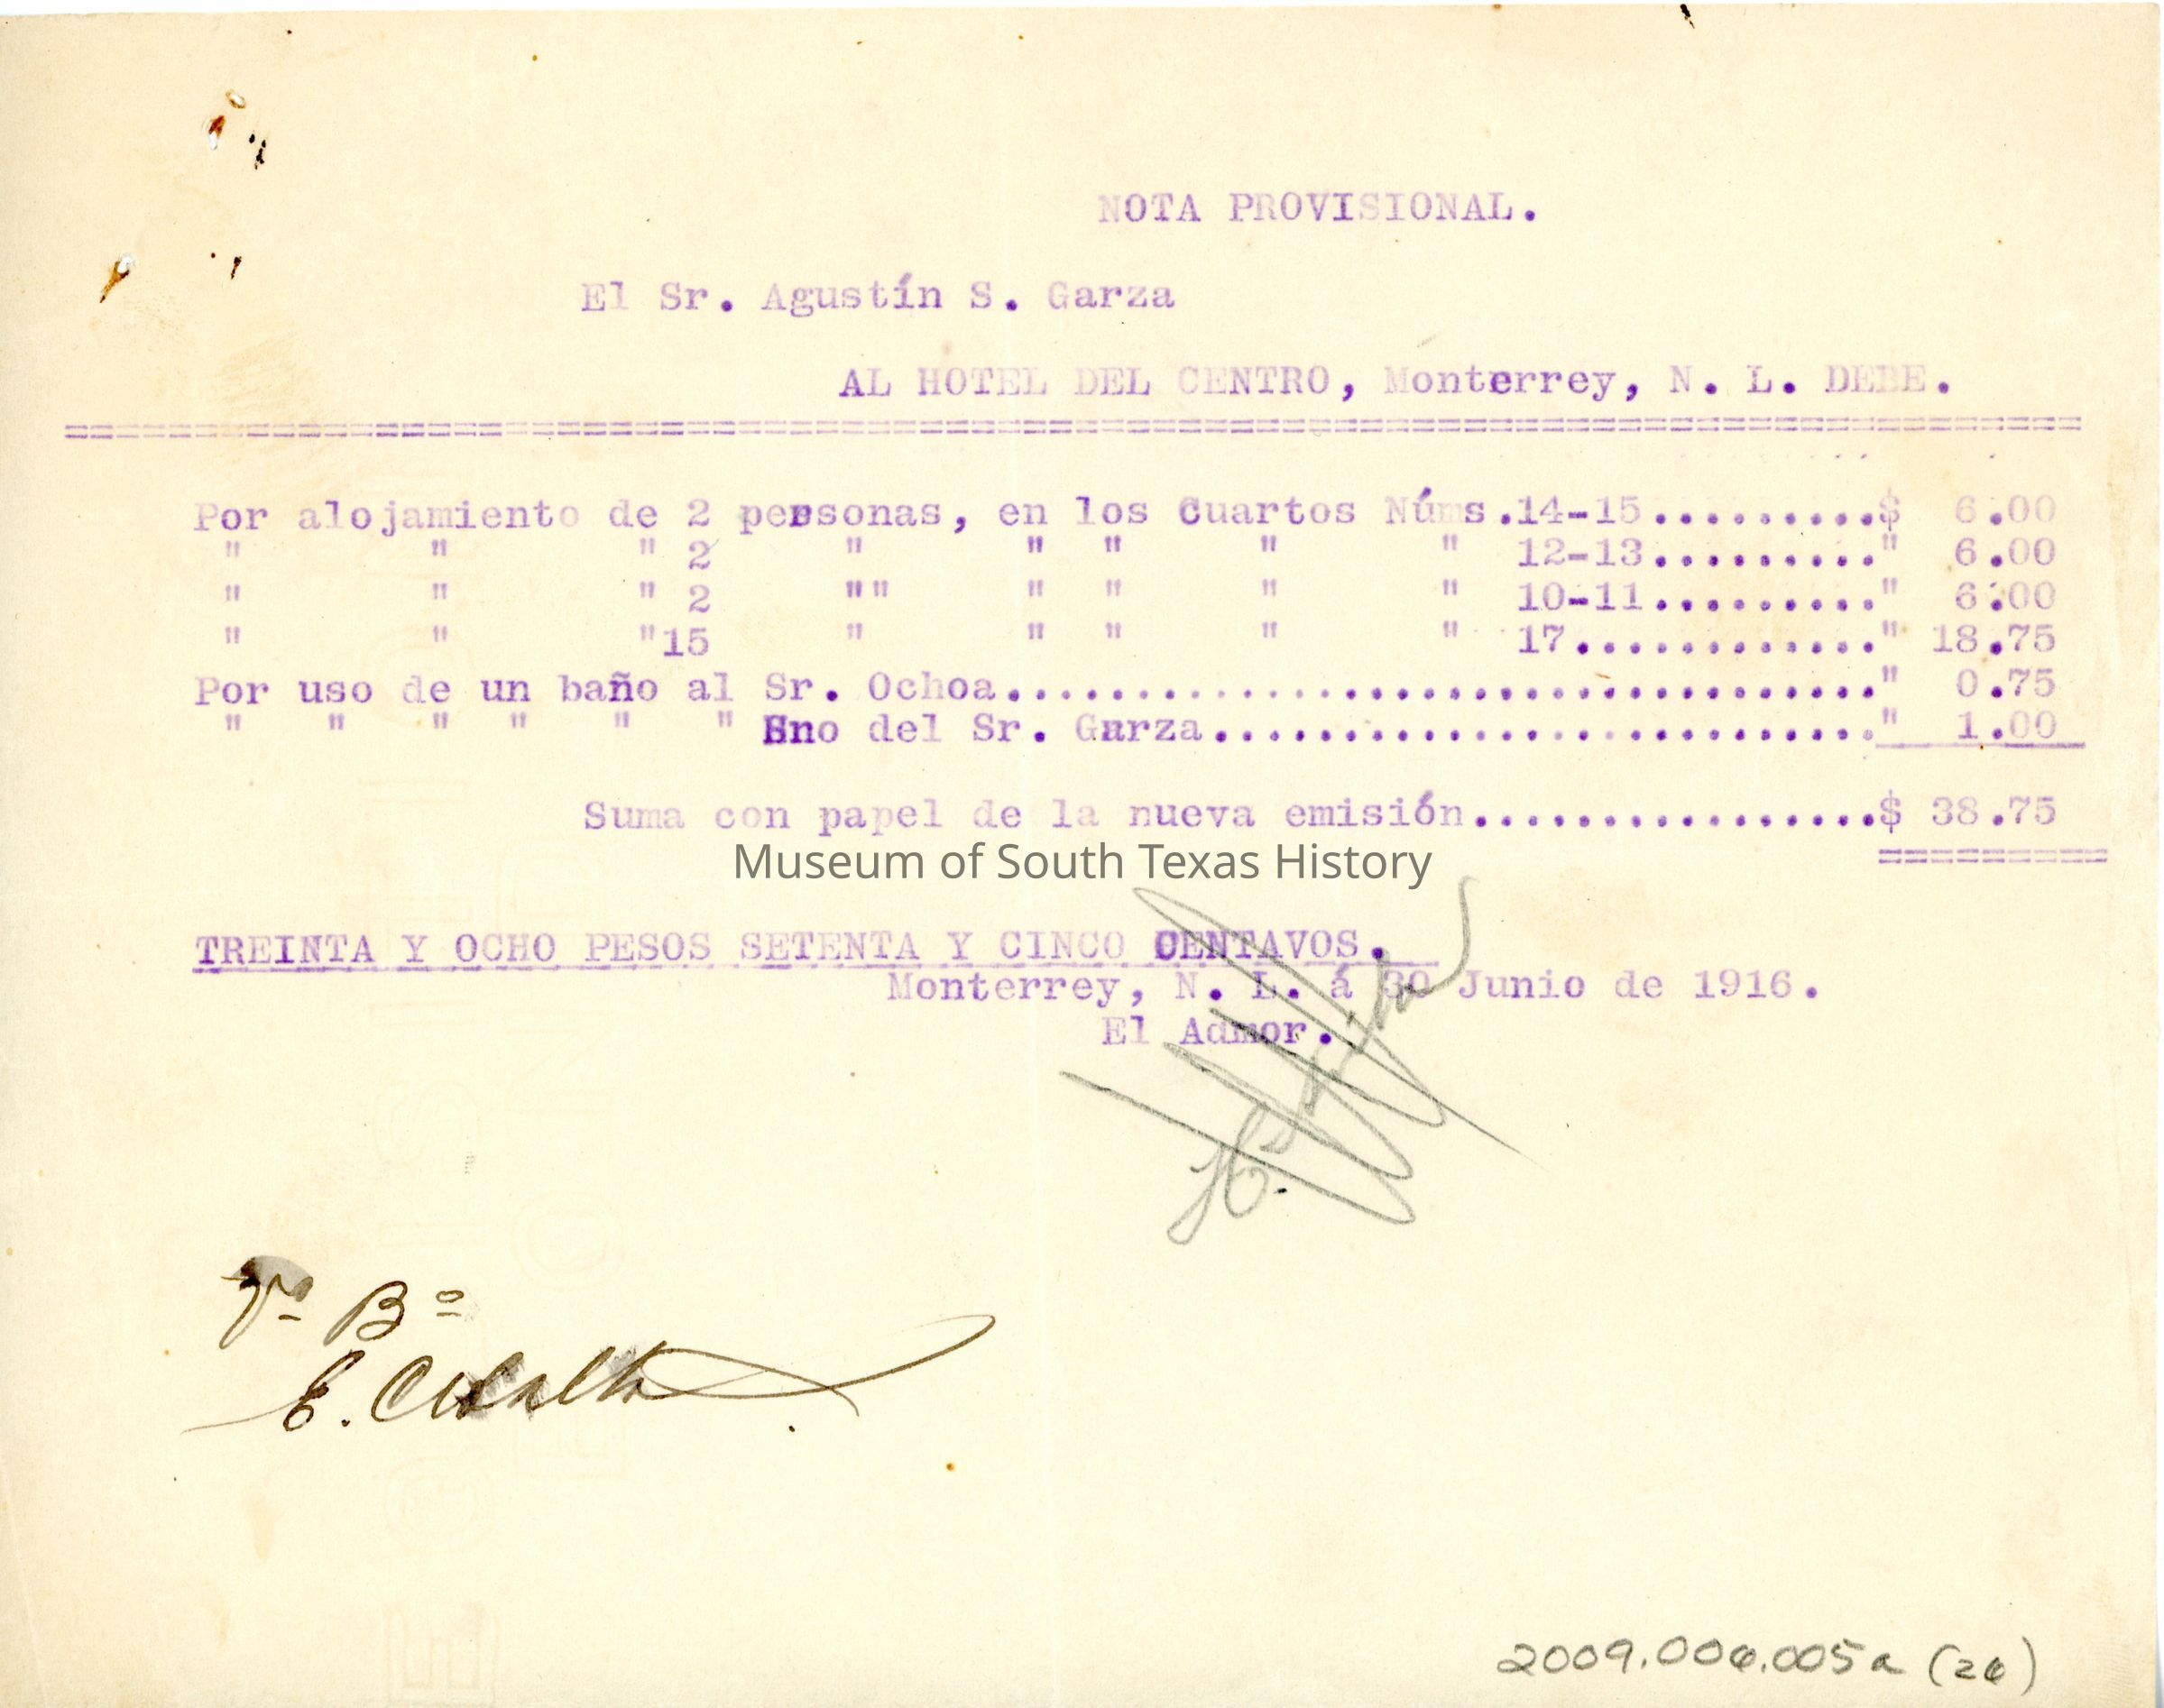 NOTA PROVISIONAL.
El Sr. Agustín S. Garza
AL HOTEL DEL CENTRO, Monterrey, N. L. DEBE.
=====================================================================
Por alojamiento de 2 personas, en los Cuartos Núms.14-15.........$ 6.00
" " " 2 " " " " " 12-13........." 6.00
" " " 2 "" " " " " 10-11........." 6.00
" " "15 " " " " " 17............" 18.75
Por uso de un baño al Sr. Ochoa.................................." 0.75
" " " " " " Eno del Sr. Garza.........................." 1.00
Suma con papel de la nueva emisión................$ 38.75
=========
Museum of South Texas History
TREINTA Y OCHO PESOS SETENTA Y CINCO CENTAVOS.
Monterrey, N. L. á 30 Junio de 1916.
El Admor.
Vo Bo
E.
2009.006.005a (26)